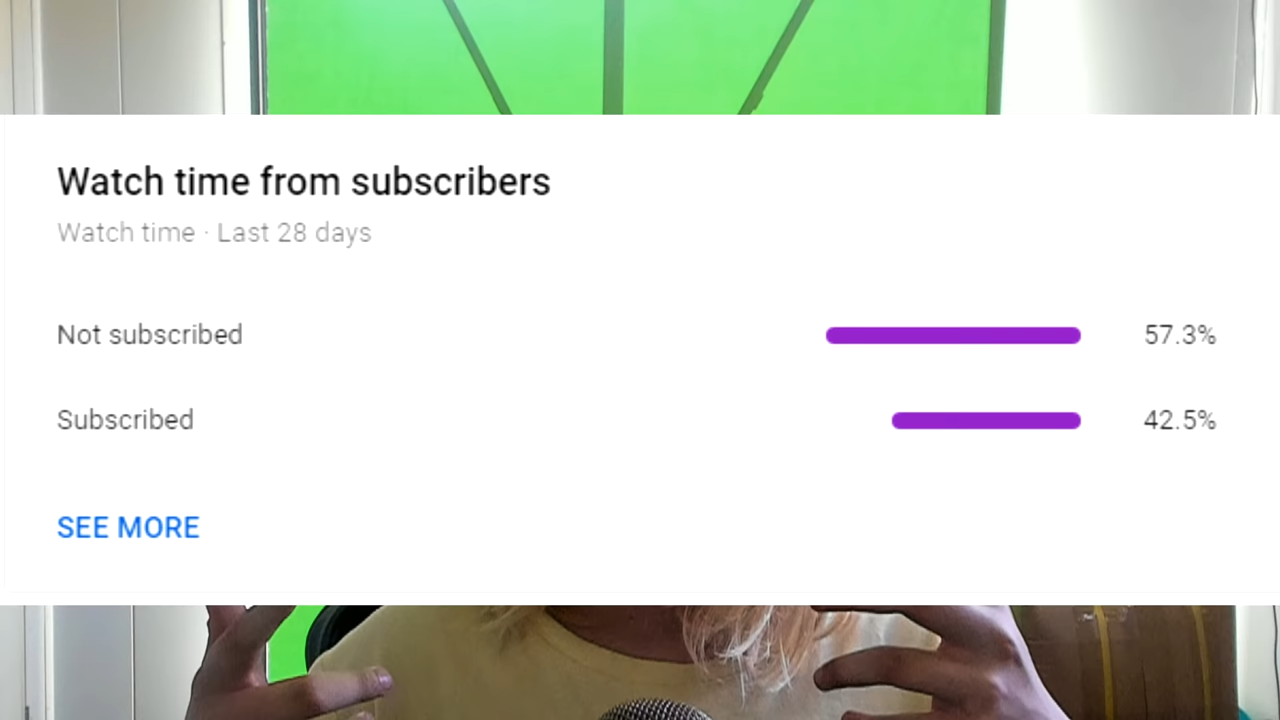 Watch time from subscribers
Watch time · Last 28 days
Not subscribed 57.3%
Subscribed 42.5%
SEE MORE